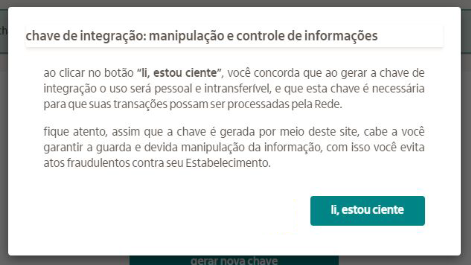 chave de integração: manipulação e controle de informações
ao clicar no botão “li, estou ciente”, você concorda que ao gerar a chave de
integração o uso será pessoal e intransferível, e que esta chave é necessária
para que suas transações possam ser processadas pela Rede.
fique atento, assim que a chave é gerada por meio deste site, cabe a você
garantir a guarda e devida manipulação da informação, com isso você evita
atos fraudulentos contra seu Estabelecimento.
li, estou ciente
gerar nova chave